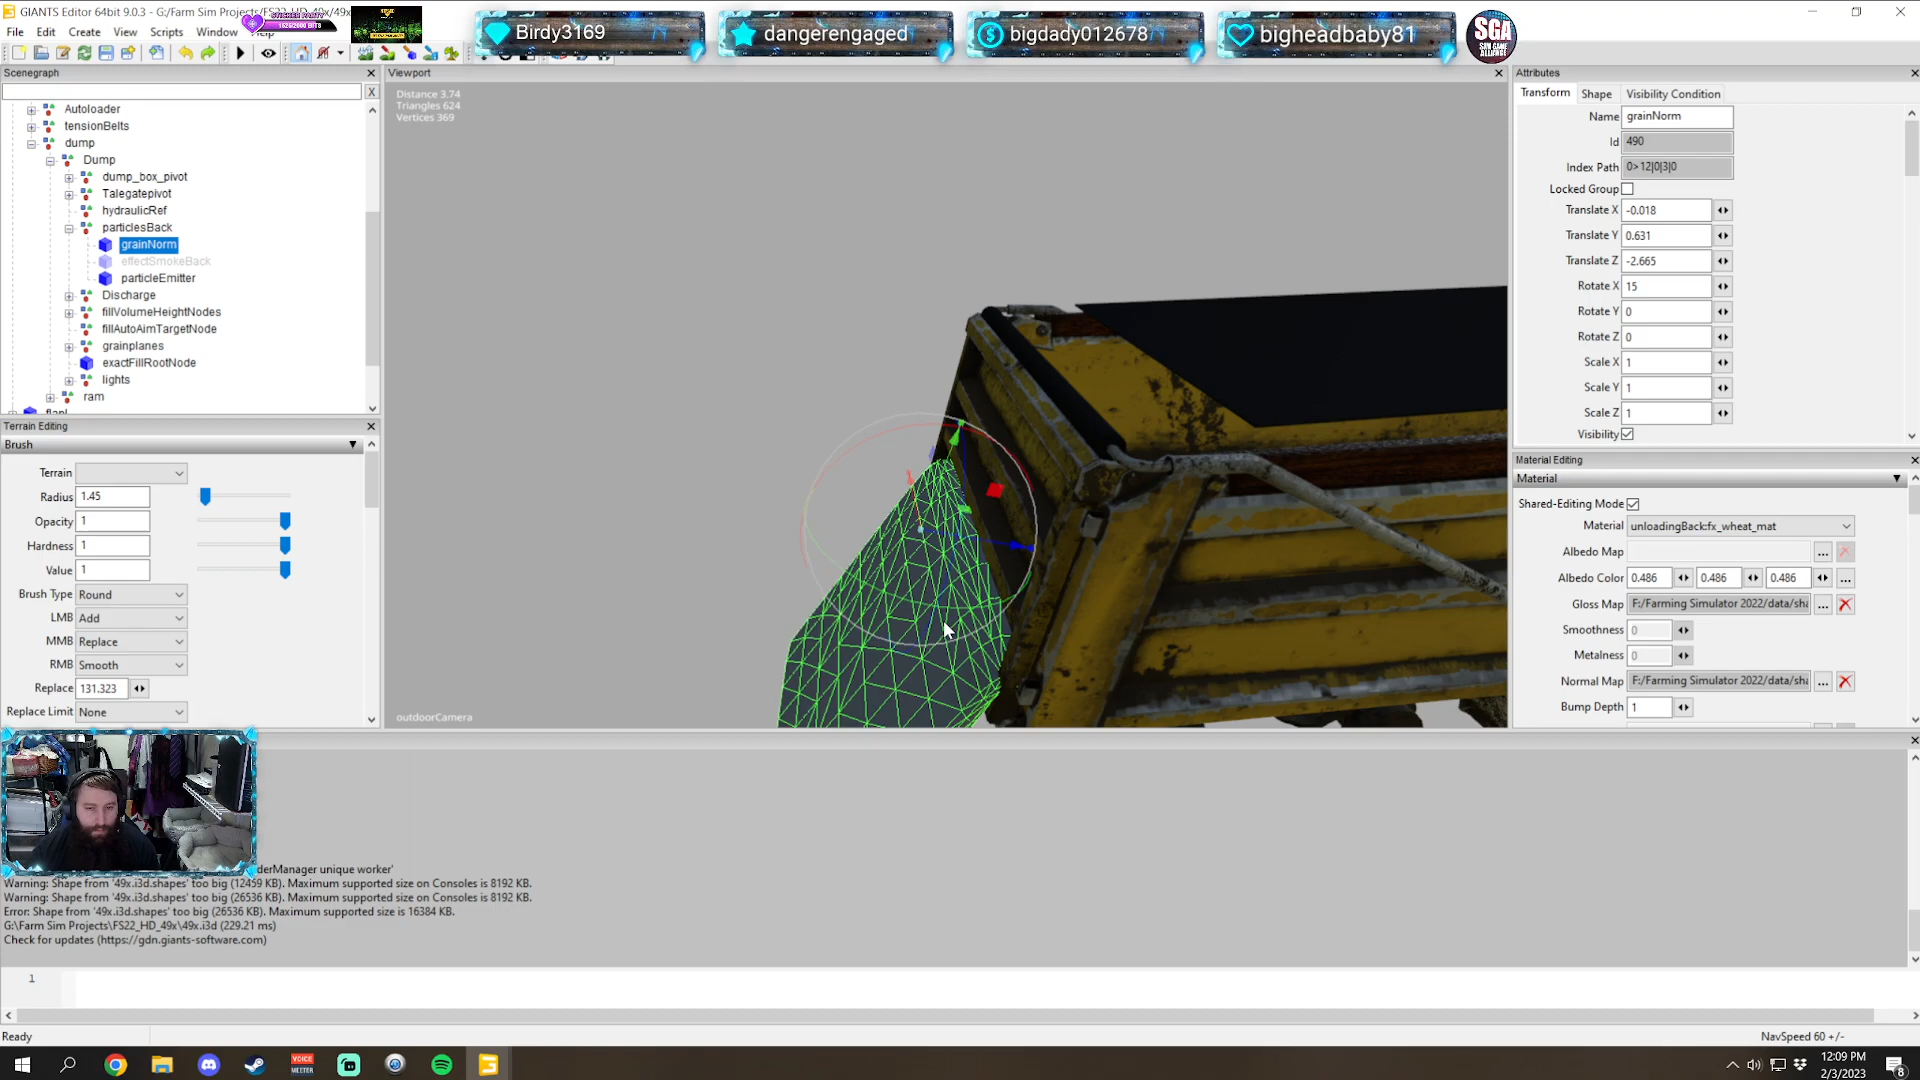 GIANTS Editor 64bit 9.0.3 - G:/Farm Sim Projects/FS22_HD_49x/49x
STICKER PARTY
Birdy3169
dangerengaged
bigdady012678
bigheadbaby81
SGA
File Edit Create View Scripts Window
Scenegraph
X
Autoloader
tensionBelts
dump
Dump
dump_box_pivot
Talegatepivot
hydraulicRef
particlesBack
grainNorm
effectSmokeBack
particleEmitter
Discharge
fillVolumeHeightNodes
fillAutoAimTargetNode
grainplanes
exactFillRootNode
lights
ram
Terrain Editing
Brush
Terrain
Radius 1.45
Opacity 1
Hardness 1
Value 1
Brush Type Round
LMB Add
MMB Replace
RMB Smooth
Replace 131.323
Replace Limit None
Viewport
Distance 3.74
Triangles 624
Vertices 369
outdoorCamera
Attributes
Transform Shape Visibility Condition
Name grainNorm
Id 490
Index Path 0>12|0|3|0
Locked Group
Translate X -0.018
Translate Y 0.631
Translate Z -2.665
Rotate X 15
Rotate Y 0
Rotate Z 0
Scale X 1
Scale Y 1
Scale Z 1
Visibility
Material Editing
Material
Shared-Editing Mode
Material unloadingBack:fx_wheat_mat
Albedo Map ...
Albedo Color 0.486 0.486 0.486 ...
Gloss Map F:/Farming Simulator 2022/data/sha ...
Smoothness 0
Metalness 0
Normal Map F:/Farming Simulator 2022/data/sha ...
Bump Depth 1
derManager unique worker'
Warning: Shape from '49x.i3d.shapes' too big (12459 KB). Maximum supported size on Consoles is 8192 KB.
Warning: Shape from '49x.i3d.shapes' too big (26536 KB). Maximum supported size on Consoles is 8192 KB.
Error: Shape from '49x.i3d.shapes' too big (26536 KB). Maximum supported size is 16384 KB.
G:\Farm Sim Projects\FS22_HD_49x\49x.i3d (229.21 ms)
Check for updates (https://gdn.giants-software.com)
1
Ready
NavSpeed 60 +/-
VOICE
MEETER
12:09 PM
2/3/2023
8